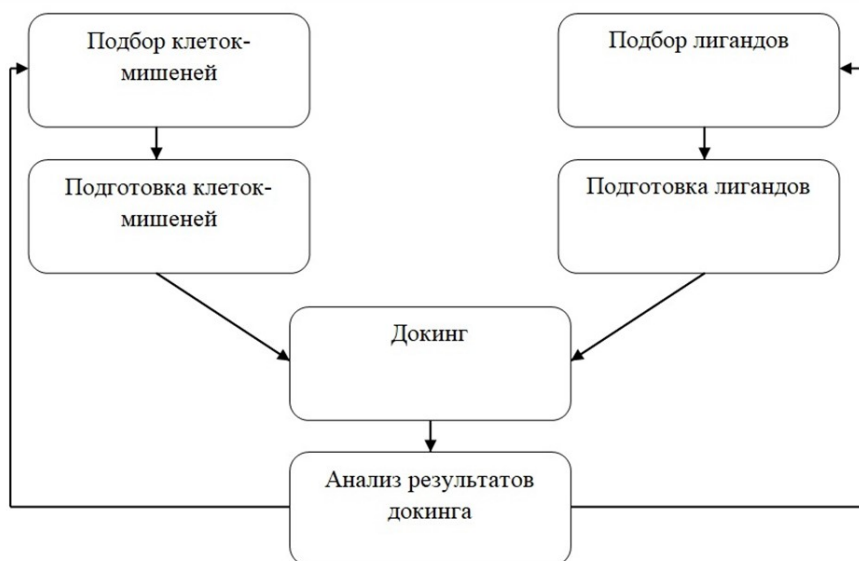 Подбор клеток-
мишеней
Подбор лигандов
Подготовка клеток-
мишеней
Подготовка лигандов
Докинг
Анализ результатов
докинга